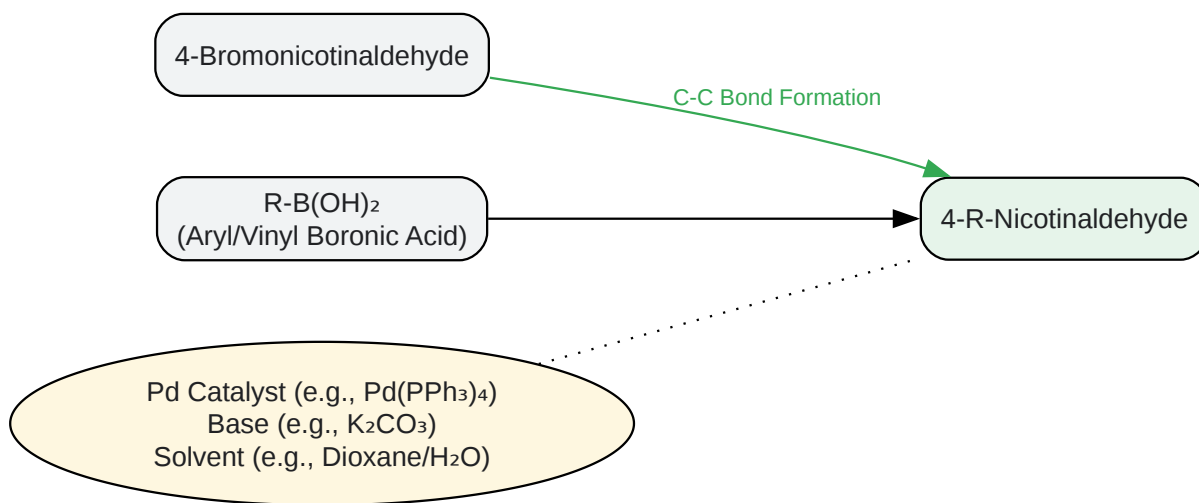 4-Bromonicotinaldehyde
C-C Bond Formation
R-B(OH)₂
(Aryl/Vinyl Boronic Acid)
4-R-Nicotinaldehyde
Pd Catalyst (e.g., Pd(PPh₃)₄)
Base (e.g., K₂CO₃)
Solvent (e.g., Dioxane/H₂O)